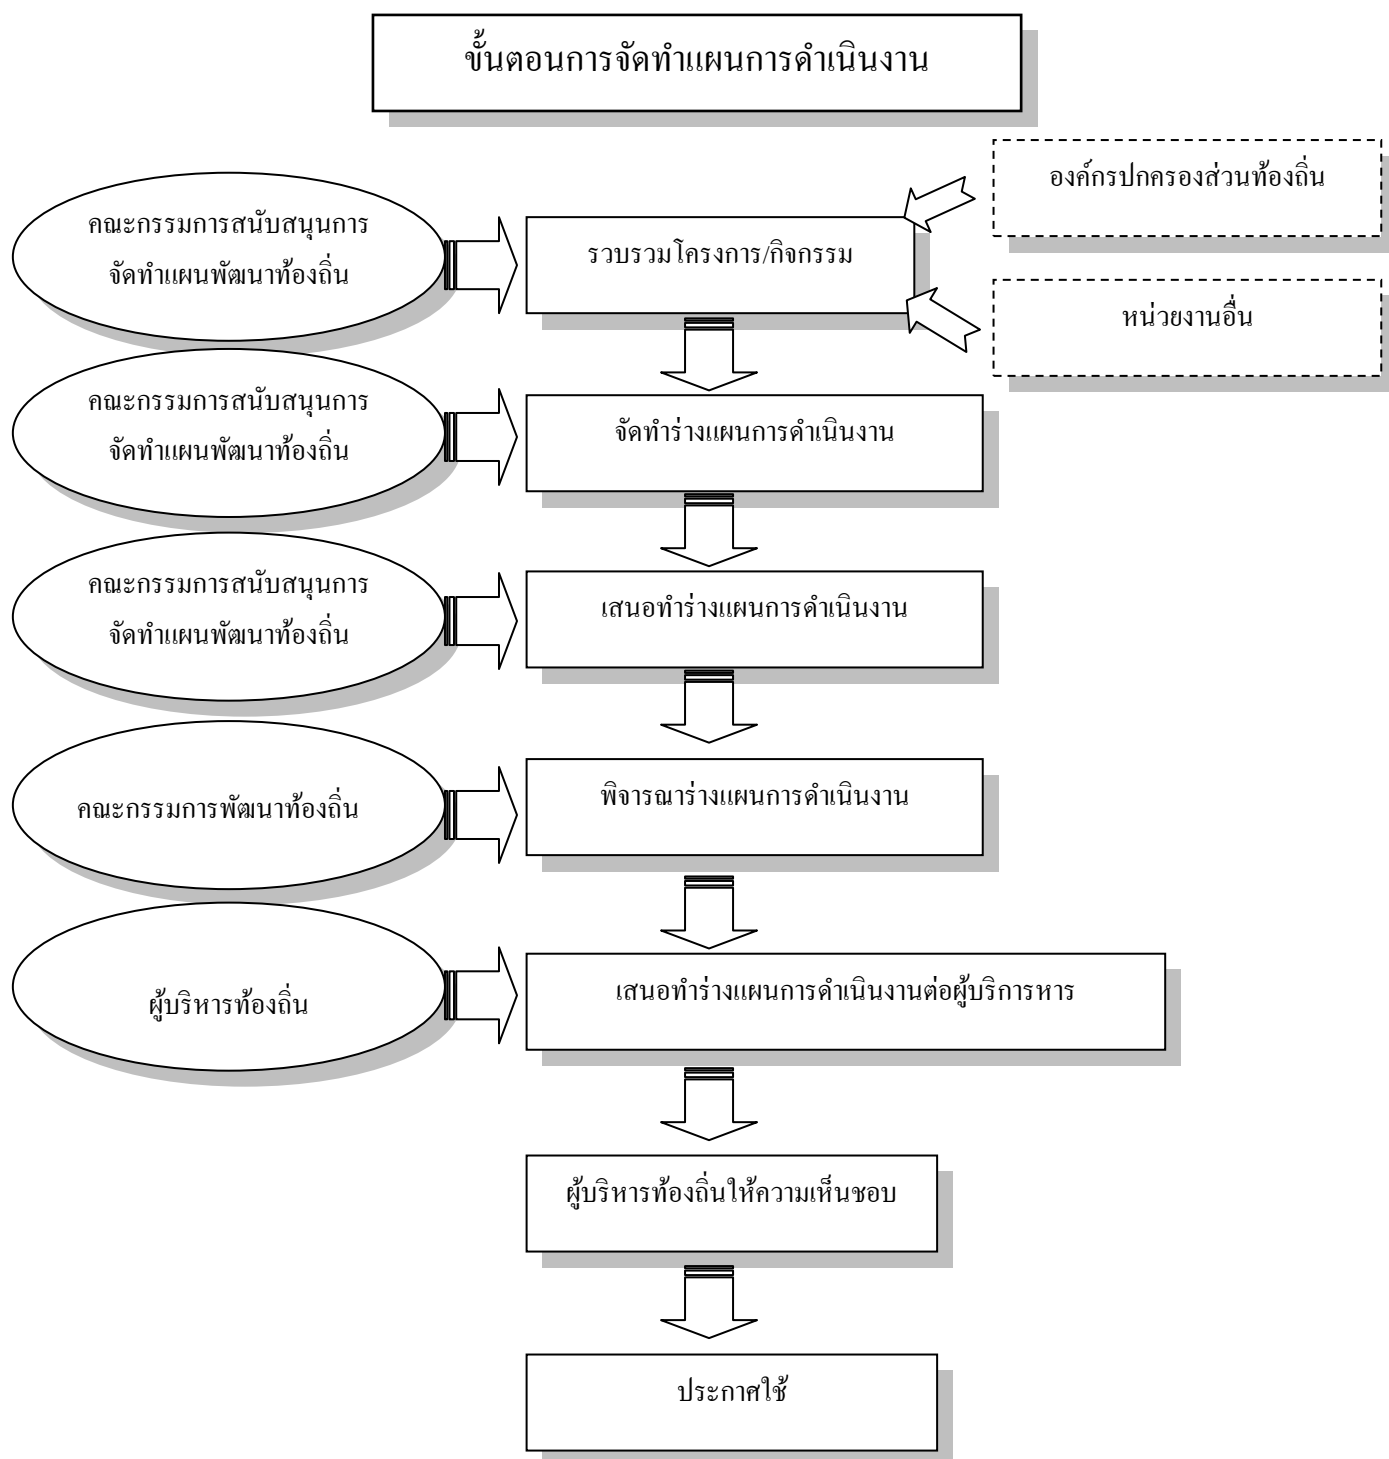 ขั้นตอนการจัดทำแผนการดำเนินงาน
องค์กรปกครองส่วนท้องถิ่น
คณะกรรมการสนับสนุนการ
จัดทำแผนพัฒนาท้องถิ่น
รวบรวมโครงการ/กิจกรรม
หน่วยงานอื่น
คณะกรรมการสนับสนุนการ
จัดทำแผนพัฒนาท้องถิ่น
จัดทำร่างแผนการดำเนินงาน
คณะกรรมการสนับสนุนการ
จัดทำแผนพัฒนาท้องถิ่น
เสนอทำร่างแผนการดำเนินงาน
คณะกรรมการพัฒนาท้องถิ่น
พิจารณาร่างแผนการดำเนินงาน
ผู้บริหารท้องถิ่น
เสนอทำร่างแผนการดำเนินงานต่อผู้บริการหาร
ผู้บริหารท้องถิ่นให้ความเห็นชอบ
ประกาศใช้